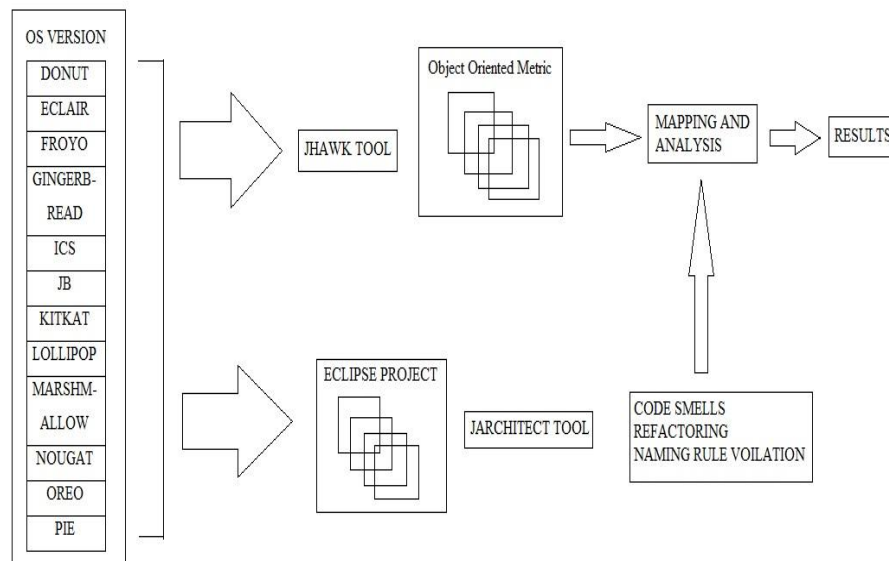 OS VERSION
DONUT
ECLAIR
FROYO
GINGERB-
READ
ICS
JB
KITKAT
LOLLIPOP
MARSHM-
ALLOW
NOUGAT
OREO
PIE
JHAWK TOOL
Object Oriented Metric
MAPPING AND
ANALYSIS
RESULTS
ECLIPSE PROJECT
JARCHITECT TOOL
CODE SMELLS
REFACTORING
NAMING RULE VOILATION